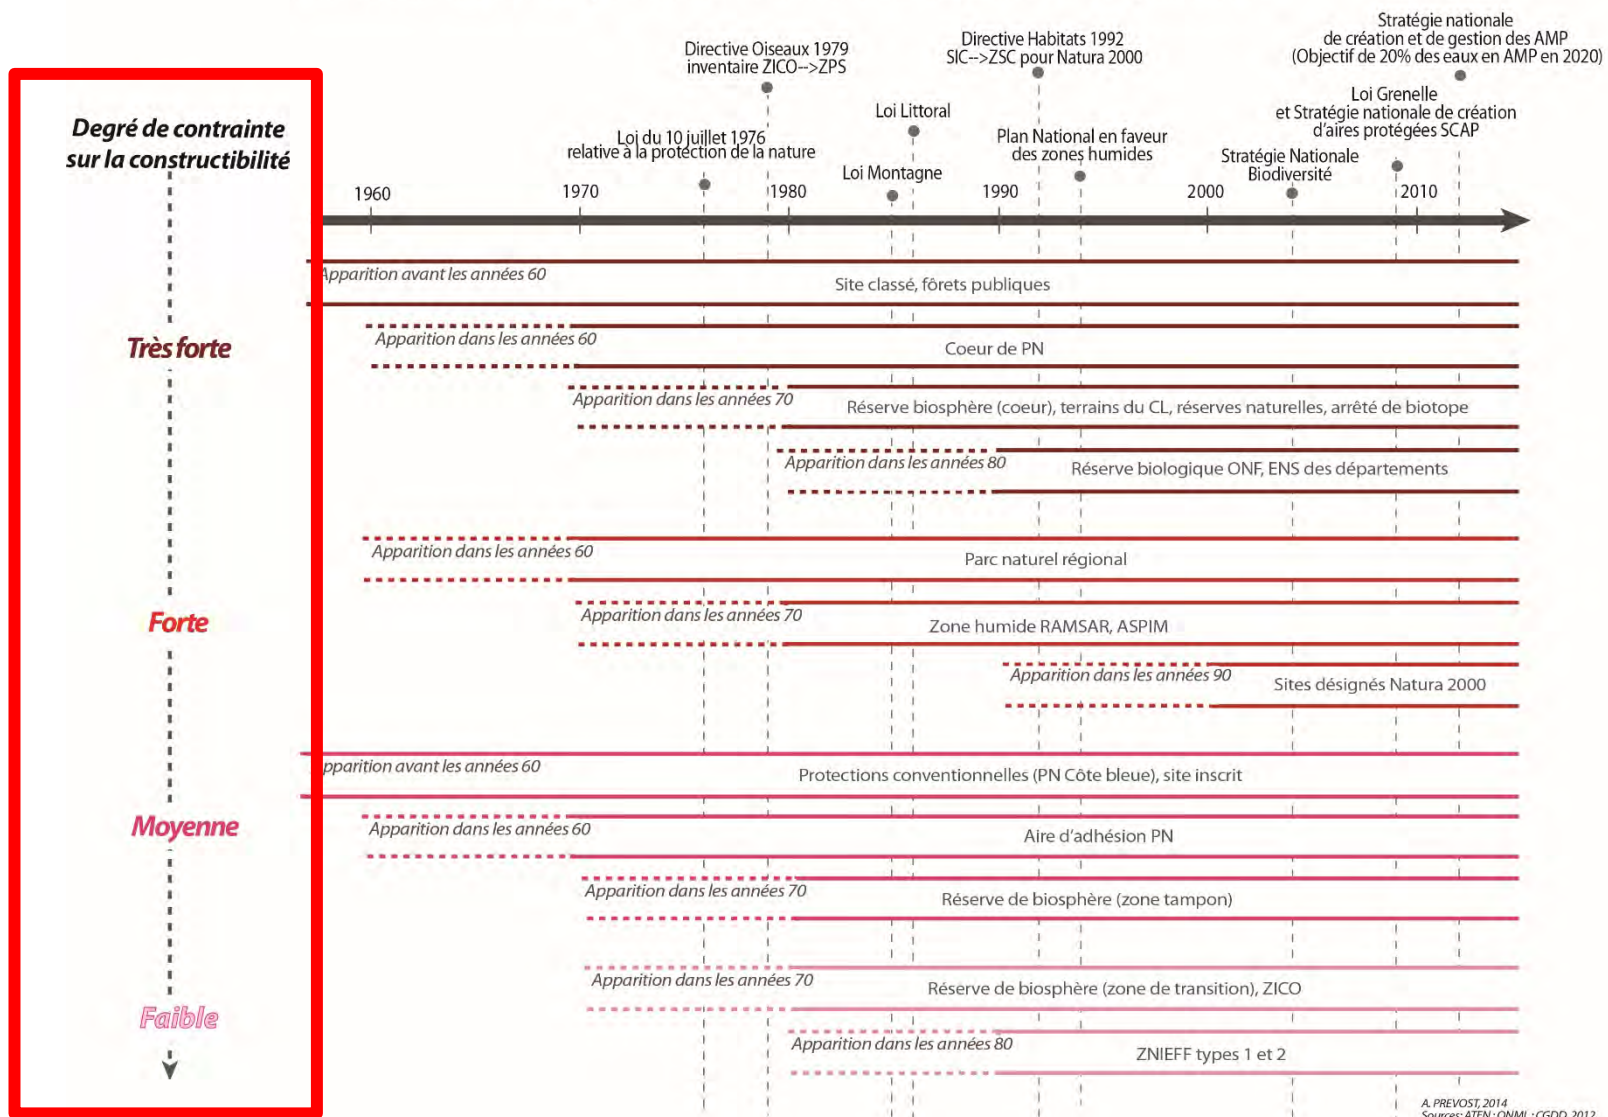 Degré de contrainte
sur la constructibilité
Très forte
Forte
Moyenne
Faible
Directive Oiseaux 1979
inventaire ZICO-->ZPS
Directive Habitats 1992
SIC-->ZSC pour Natura 2000
Stratégie nationale
de création et de gestion des AMP
(Objectif de 20% des eaux en AMP en 2020)
Loi du 10 juillet 1976
relative à la protection de la nature
Loi Littoral
Loi Montagne
Plan National en faveur
des zones humides
Stratégie Nationale
Biodiversité
Loi Grenelle
et Stratégie nationale de création
d'aires protégées SCAP
1960 1970 1980 1990 2000 2010
Apparition avant les années 60
Site classé, fôrets publiques
Apparition dans les années 60
Coeur de PN
Apparition dans les années 70
Réserve biosphère (coeur), terrains du CL, réserves naturelles, arrêté de biotope
Apparition dans les années 80
Réserve biologique ONF, ENS des départements
Apparition dans les années 60
Parc naturel régional
Apparition dans les années 70
Zone humide RAMSAR, ASPIM
Apparition dans les années 90
Sites désignés Natura 2000
pparition avant les années 60
Protections conventionnelles (PN Côte bleue), site inscrit
Apparition dans les années 60
Aire d'adhésion PN
Apparition dans les années 70
Réserve de biosphère (zone tampon)
Apparition dans les années 70
Réserve de biosphère (zone de transition), ZICO
Apparition dans les années 80
ZNIEFF types 1 et 2
A. PREVOST, 2014
Sources: ATEN ; ONML ; CGDD, 2012